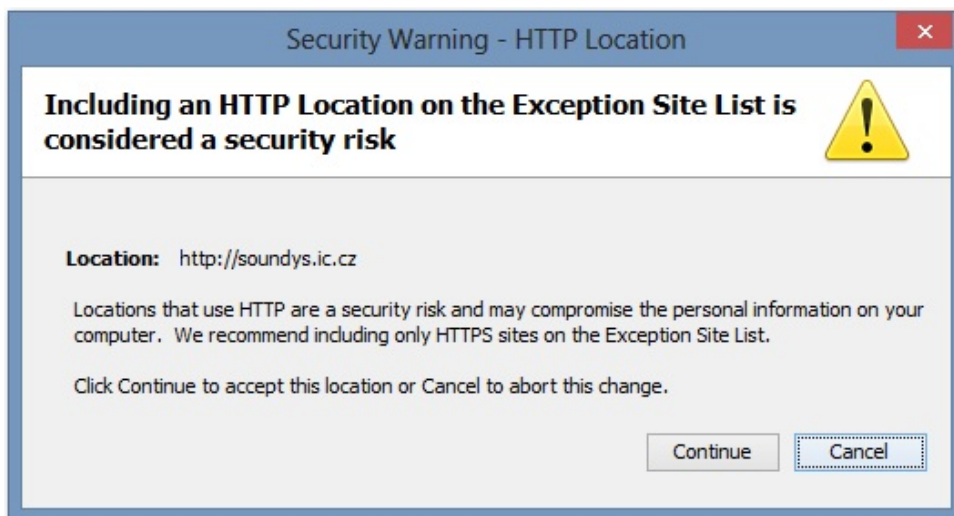 Security Warning - HTTP Location
Including an HTTP Location on the Exception Site List is
considered a security risk
Location: http://soundys.ic.cz
Locations that use HTTP are a security risk and may compromise the personal information on your
computer. We recommend including only HTTPS sites on the Exception Site List.
Click Continue to accept this location or Cancel to abort this change.
Continue Cancel